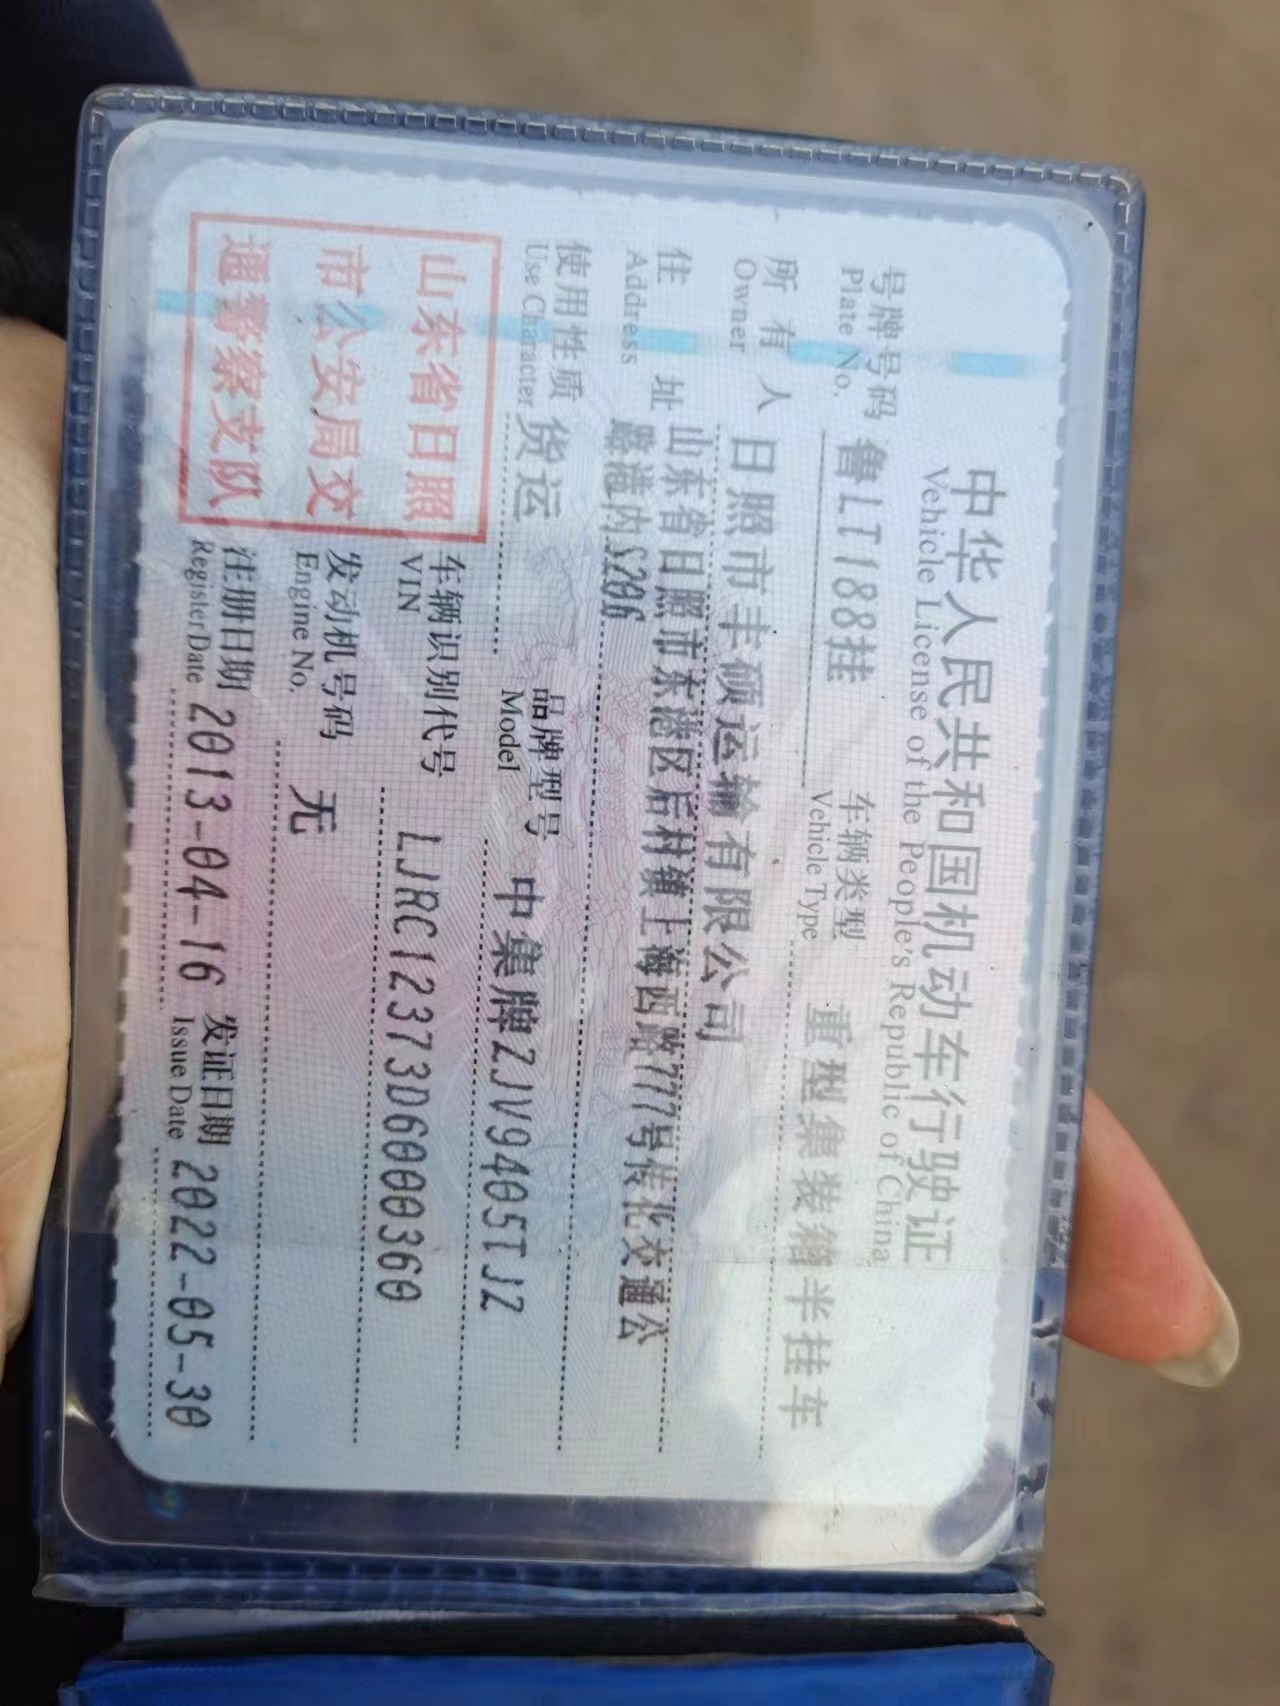 中华人民共和国机动车行驶证
Vehicle License of the People's Republic of China
号牌号码 鲁LT188挂 车辆类型 重型集装箱半挂车
Plate No. Vehicle Type
所有人 日照市丰硕运输有限公司
Owner
住址 山东省日照市东港区后村镇上海西路777号传化交通公
Address 路港内S206
使用性质 货运 品牌型号 中集牌ZJV9405TJZ
Use Character Model
山东省日照
市公安局交
通警察支队
车辆识别代号 LJRC12373D6000360
VIN
发动机号码 无
Engine No.
注册日期 2013-04-16 发证日期 2022-05-30
Register Date Issue Date